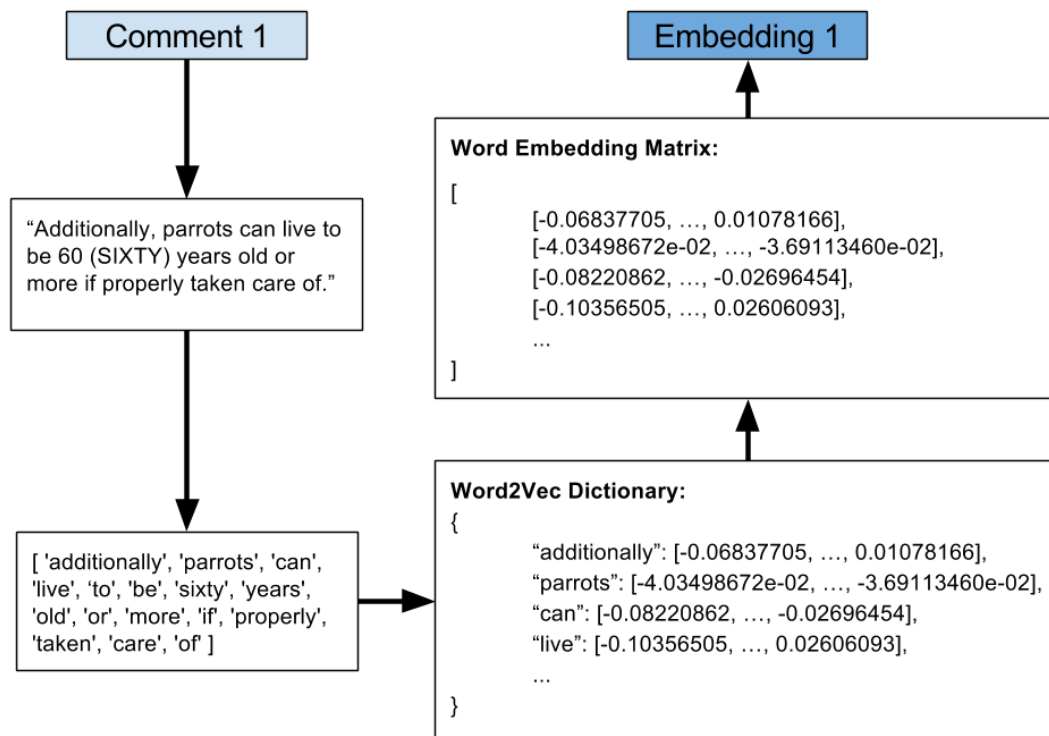 Comment 1
“Additionally, parrots can live to
be 60 (SIXTY) years old or
more if properly taken care of.”
[ 'additionally', 'parrots', 'can',
'live', ‘to', 'be', 'sixty', 'years',
'old', 'or', 'more', 'if', 'properly',
'taken', 'care', 'of' ]
Word2Vec Dictionary:
{
“additionally”: [-0.06837705, …, 0.01078166],
“parrots”: [-4.03498672e-02, …, -3.69113460e-02],
“can”: [-0.08220862, …, -0.02696454],
“live”: [-0.10356505, …, 0.02606093],
...
}
Word Embedding Matrix:
[
[-0.06837705, …, 0.01078166],
[-4.03498672e-02, …, -3.69113460e-02],
[-0.08220862, …, -0.02696454],
[-0.10356505, …, 0.02606093],
...
]
Embedding 1